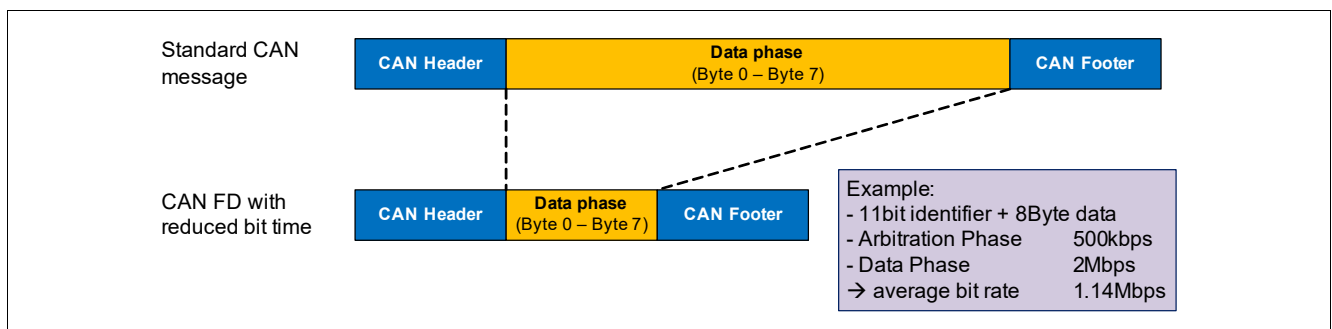 Standard CAN
message
CAN Header
Data phase
(Byte 0 – Byte 7)
CAN Footer
CAN FD with
reduced bit time
CAN Header
Data phase
(Byte 0 – Byte 7)
CAN Footer
Example:
- 11bit identifier + 8Byte data
- Arbitration Phase 500kbps
- Data Phase 2Mbps
→ average bit rate 1.14Mbps